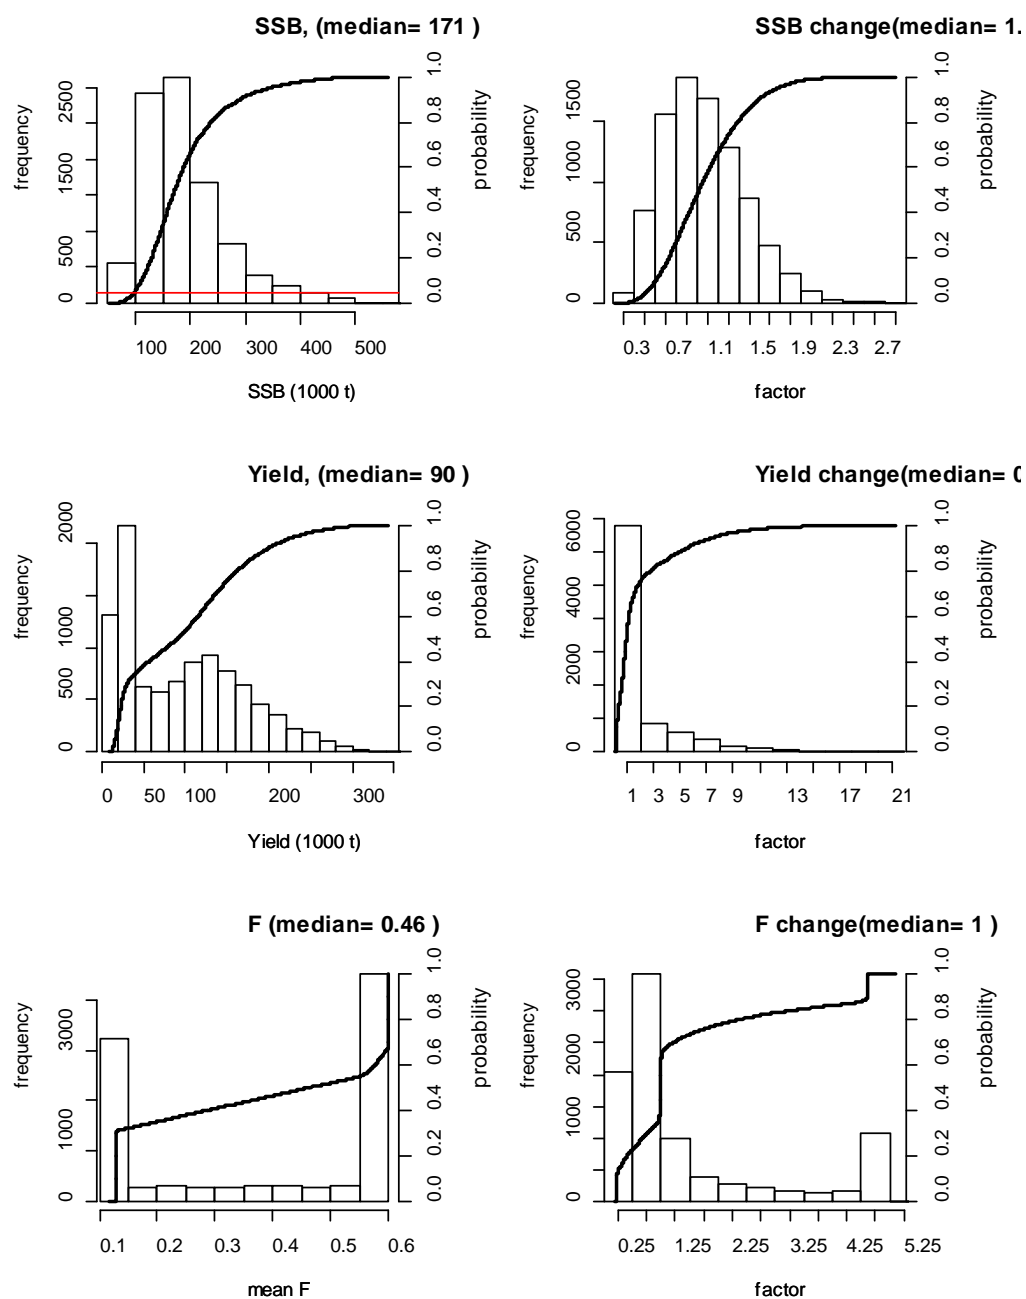 SSB, (median= 171 )
frequency
0 500 1500 2500
probability
0.0 0.2 0.4 0.6 0.8 1.0
100 200 300 400 500
SSB (1000 t)
SSB change(median= 1.
frequency
0 500 1000 1500
probability
0.0 0.2 0.4 0.6 0.8 1.0
0.3 0.7 1.1 1.5 1.9 2.3 2.7
factor
Yield, (median= 90 )
frequency
0 500 1000 2000
probability
0.0 0.2 0.4 0.6 0.8 1.0
0 50 100 200 300
Yield (1000 t)
Yield change(median= 0
frequency
0 2000 4000 6000
probability
0.0 0.2 0.4 0.6 0.8 1.0
1 3 5 7 9 13 17 21
factor
F (median= 0.46 )
frequency
0 1000 3000
probability
0.0 0.2 0.4 0.6 0.8 1.0
0.1 0.2 0.3 0.4 0.5 0.6
mean F
F change(median= 1 )
frequency
0 1000 2000 3000
probability
0.0 0.2 0.4 0.6 0.8 1.0
0.25 1.25 2.25 3.25 4.25 5.25
factor